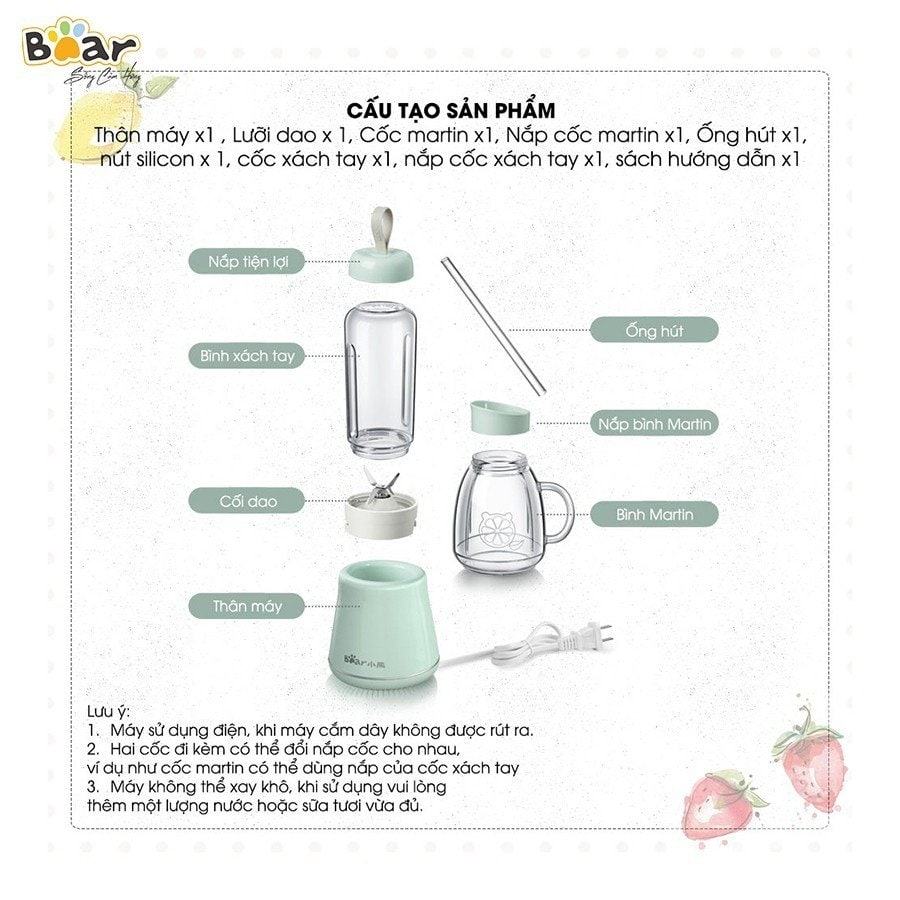 Bear
Sống Cảm Hứng
CẤU TẠO SẢN PHẨM
Thân máy x1 , Lưỡi dao x 1, Cốc martin x1, Nắp cốc martin x1, Ống hút x1,
nút silicon x 1, cốc xách tay x1, nắp cốc xách tay x1, sách hướng dẫn x1
Nắp tiện lợi
Ống hút
Bình xách tay
Nắp bình Martin
Cối dao
Bình Martin
Thân máy
Bear小熊
Lưu ý:
1. Máy sử dụng điện, khi máy cắm dây không được rút ra.
2. Hai cốc đi kèm có thể đổi nắp cốc cho nhau,
ví dụ như cốc martin có thể dùng nắp của cốc xách tay
3. Máy không thể xay khô, khi sử dụng vui lòng
thêm một lượng nước hoặc sữa tươi vừa đủ.